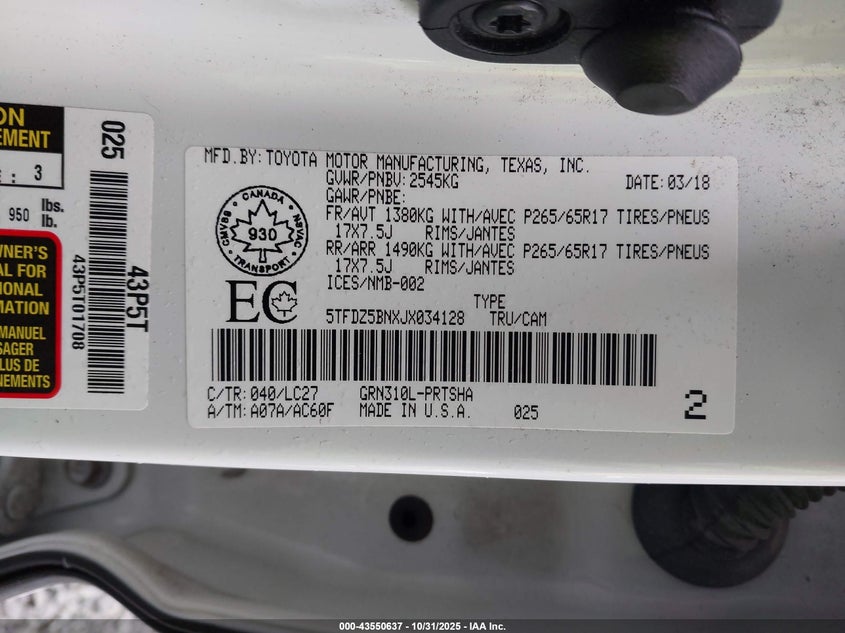 ON
EMENT
E : 3
950 lbs.
lb.
WNER'S
AL FOR
IONAL
MATION
MANUEL
SAGER
PLUS DE
NEMENTS
025
43P5T
43P5T01708
MFD.BY: TOYOTA MOTOR MANUFACTURING, TEXAS, INC.
GVWR/PNBV: 2545KG DATE: 03/18
GAWR/PNBE:
FR/AVT 1380KG WITH/AVEC P265/65R17 TIRES/PNEUS
17X7.5J RIMS/JANTES
RR/ARR 1490KG WITH/AVEC P265/65R17 TIRES/PNEUS
17X7.5J RIMS/JANTES
ICES/NMB-002
CANADA
CMVSS
NSVAC
930
TRANSPORT
EC
TYPE
5TFDZ5BNXJX034128 TRU/CAM
C/TR: 040/LC27 GRN310L-PRTSHA
A/TM: A07A/AC60F MADE IN U.S.A. 025
2
000-43550637 - 10/31/2025 - IAA Inc.